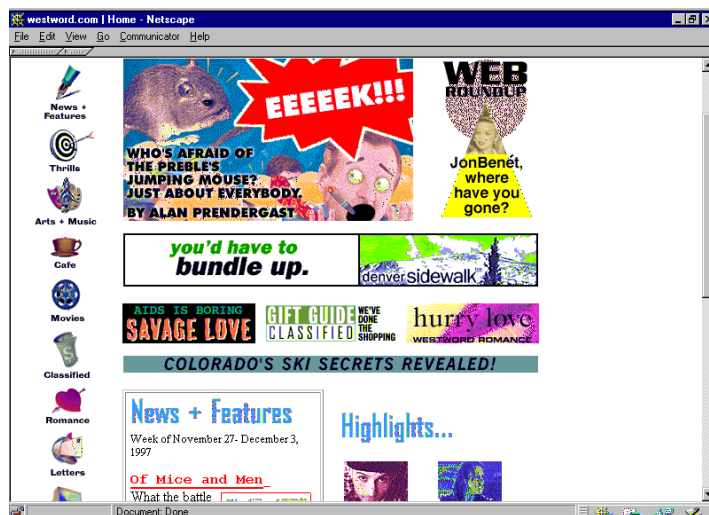 westword.com | Home - Netscape
File Edit View Go Communicator Help
News +
Features
Thrills
Arts + Music
Cafe
Movies
Classified
Romance
Letters
EEEEEK!!!
WHO'S AFRAID OF
THE PREBLE'S
JUMPING MOUSE?
JUST ABOUT EVERYBODY.
BY ALAN PRENDERGAST
WEB
ROUNDUP
JonBenét,
where
have you
gone?
you'd have to
bundle up.
denver sidewalk
AIDS IS BORING
SAVAGE LOVE
GIFT GUIDE
CLASSIFIED
WE'VE
DONE
THE
SHOPPING
hurry love
WESTWORD ROMANCE
COLORADO'S SKI SECRETS REVEALED!
News + Features
Week of November 27- December 3,
1997
Of Mice and Men_
What the battle
Highlights...
Document: Done